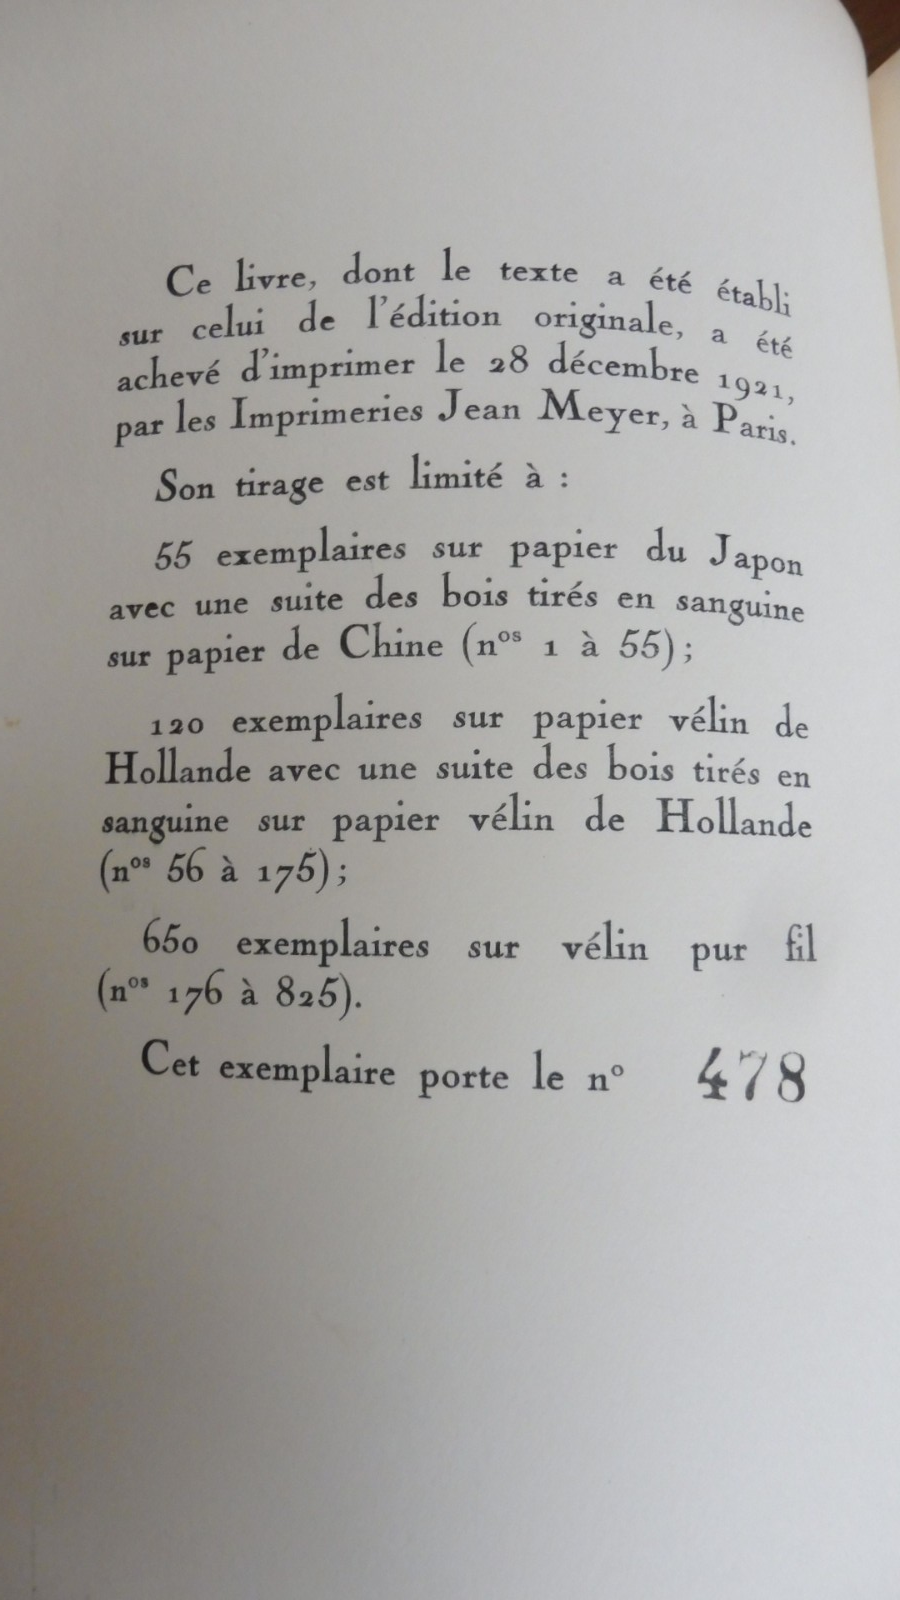 Ce livre, dont le texte a été établi
sur celui de l'édition originale, a été
achevé d'imprimer le 28 décembre 1921,
par les Imprimeries Jean Meyer, à Paris.
Son tirage est limité à :
55 exemplaires sur papier du Japon
avec une suite des bois tirés en sanguine
sur papier de Chine (nos 1 à 55) ;
120 exemplaires sur papier vélin de
Hollande avec une suite des bois tirés en
sanguine sur papier vélin de Hollande
(nos 56 à 175) ;
650 exemplaires sur vélin pur fil
(nos 176 à 825).
Cet exemplaire porte le no 478